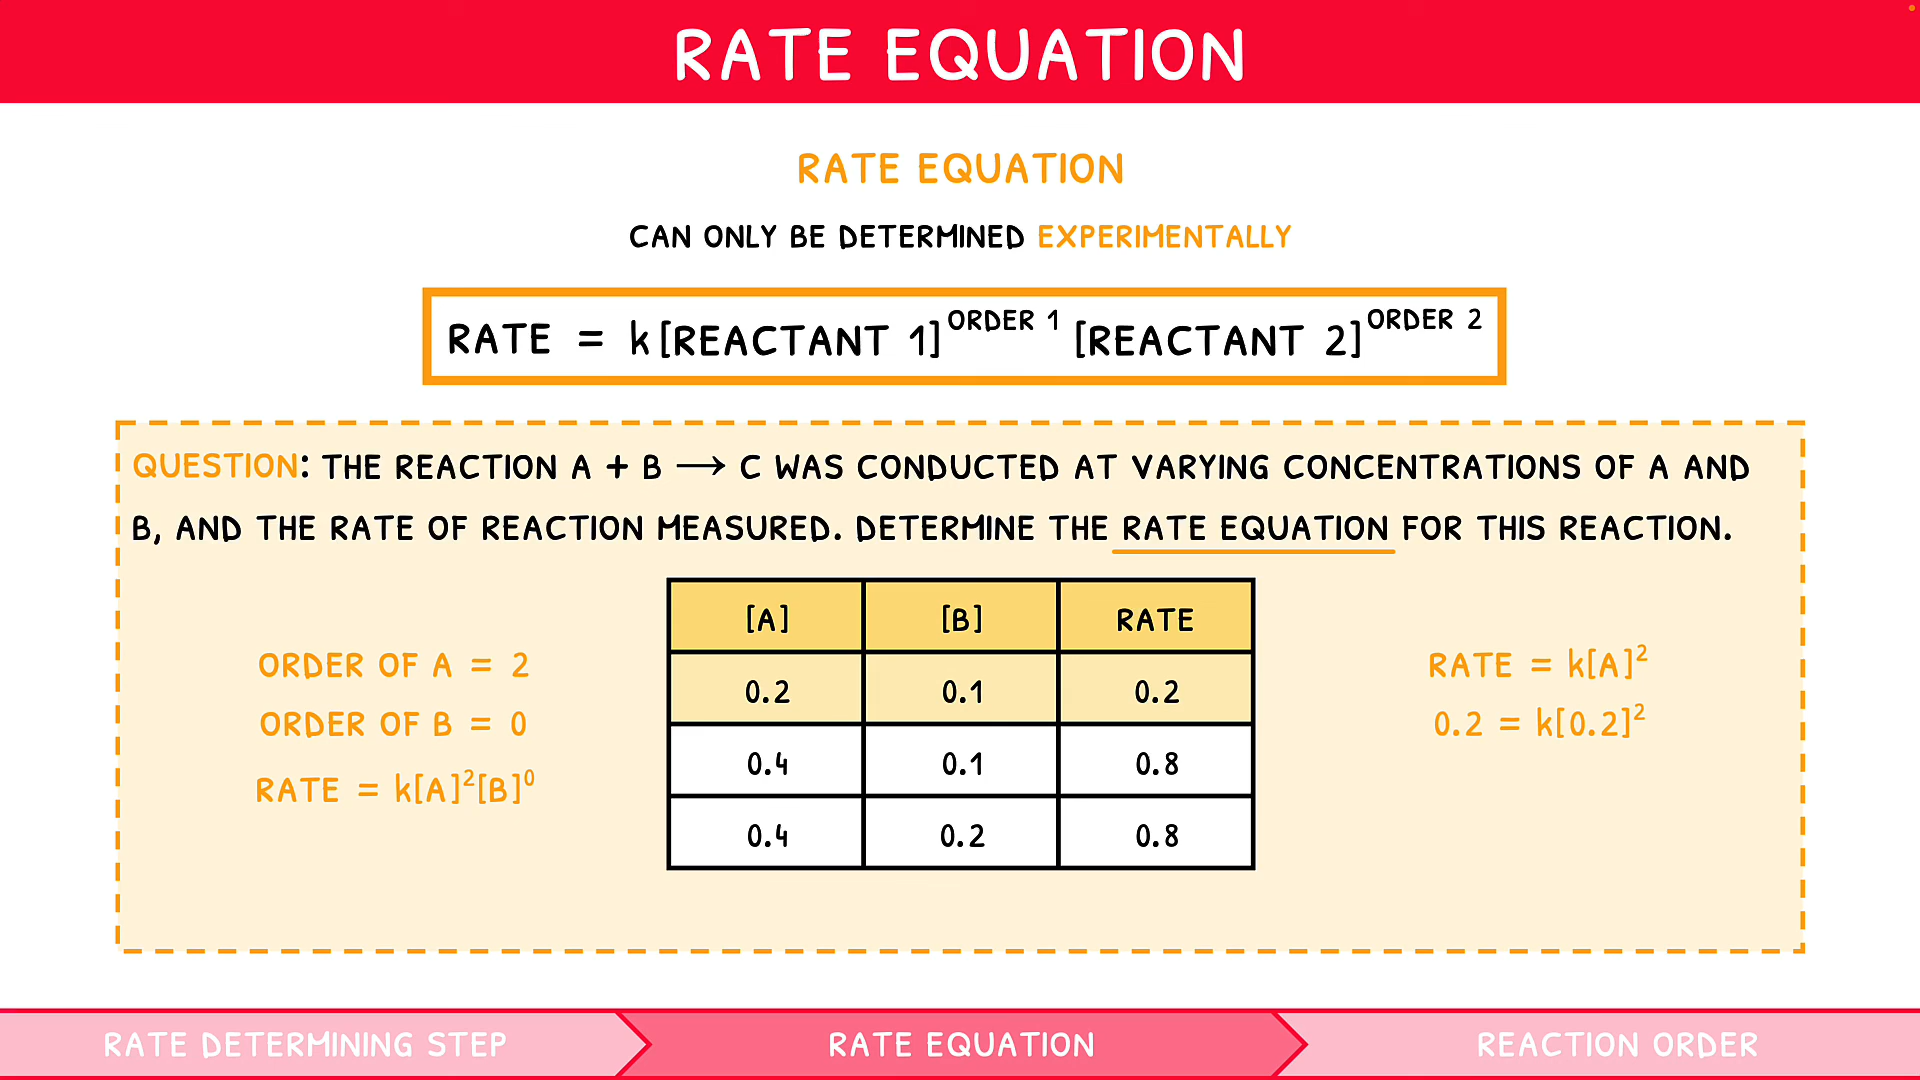 RATE EQUATION
RATE EQUATION
CAN ONLY BE DETERMINED EXPERIMENTALLY
RATE = k[REACTANT 1]^ORDER 1 [REACTANT 2]^ORDER 2
QUESTION: THE REACTION A + B → C WAS CONDUCTED AT VARYING CONCENTRATIONS OF A AND
B, AND THE RATE OF REACTION MEASURED. DETERMINE THE RATE EQUATION FOR THIS REACTION.
ORDER OF A = 2
ORDER OF B = 0
RATE = k[A]²[B]⁰
[A] [B] RATE
0.2 0.1 0.2
0.4 0.1 0.8
0.4 0.2 0.8
RATE = k[A]²
0.2 = k[0.2]²
RATE DETERMINING STEP
RATE EQUATION
REACTION ORDER